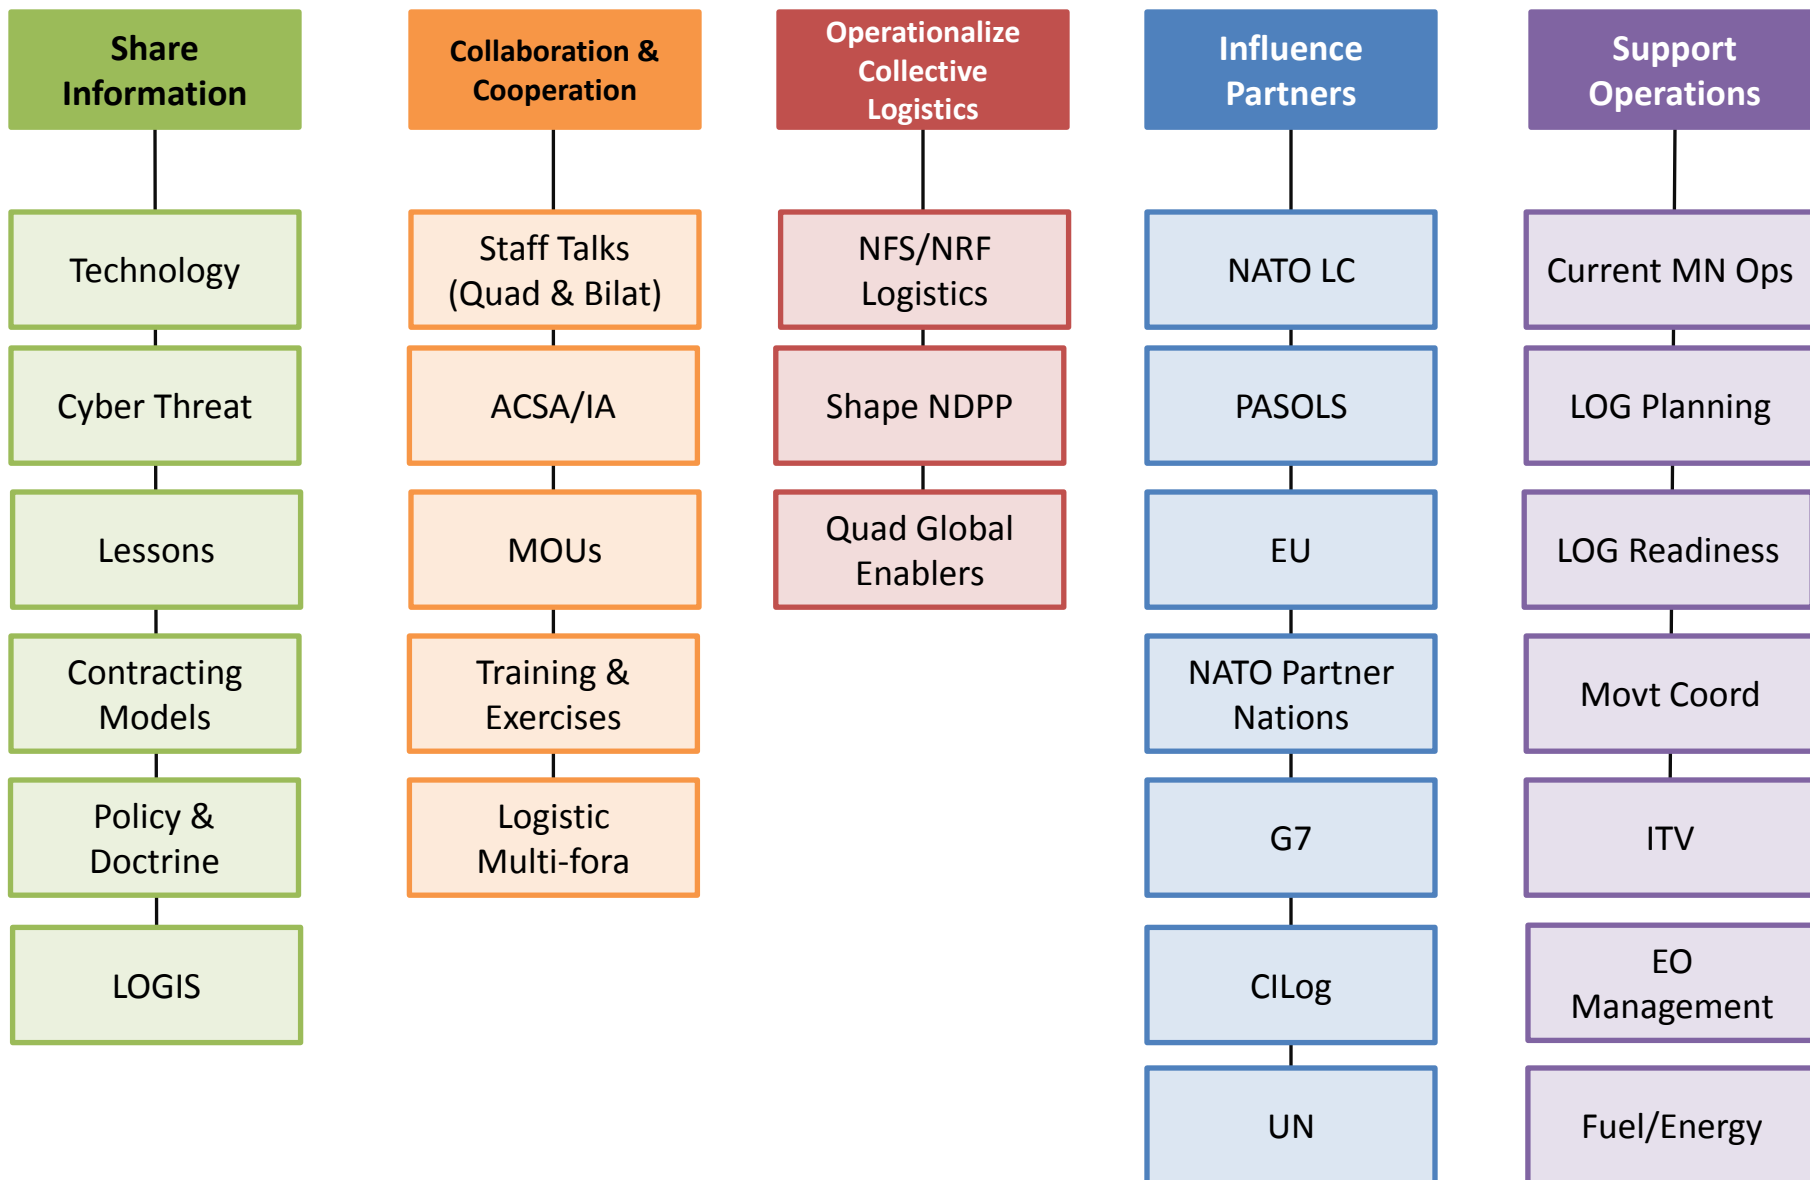 Share
Information
Technology
Cyber Threat
Lessons
Contracting
Models
Policy &
Doctrine
LOGIS
Collaboration &
Cooperation
Staff Talks
(Quad & Bilat)
ACSA/IA
MOUs
Training &
Exercises
Logistic
Multi-fora
Operationalize
Collective
Logistics
NFS/NRF
Logistics
Shape NDPP
Quad Global
Enablers
Influence
Partners
NATO LC
PASOLS
EU
NATO Partner
Nations
G7
CILog
UN
Support
Operations
Current MN Ops
LOG Planning
LOG Readiness
Movt Coord
ITV
EO
Management
Fuel/Energy